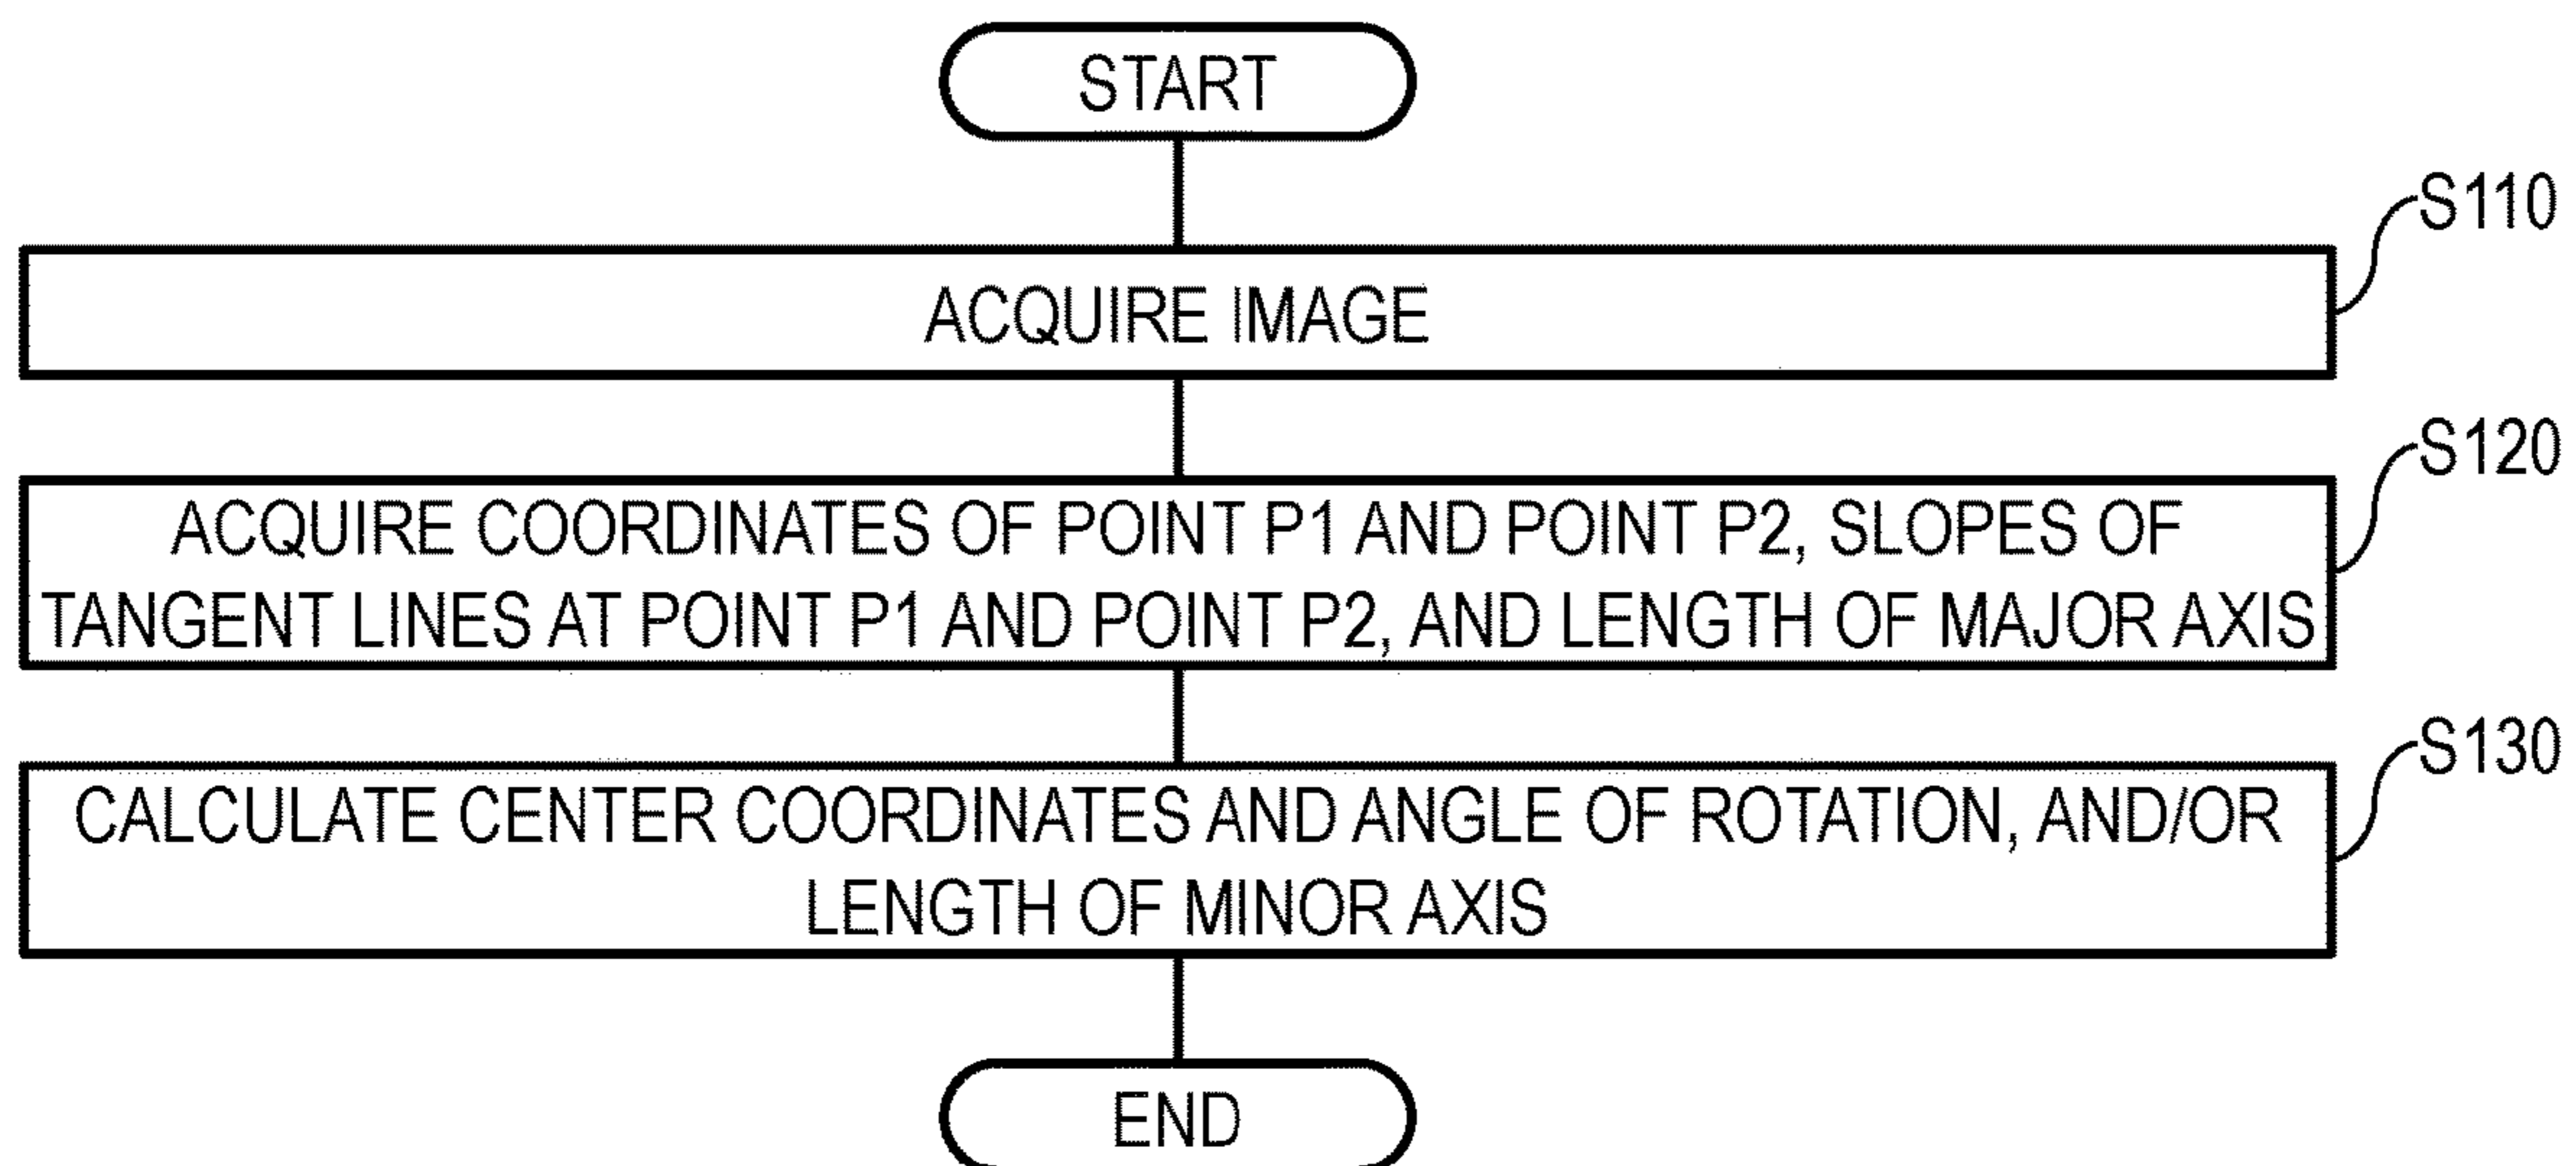 START
S110
ACQUIRE IMAGE
S120
ACQUIRE COORDINATES OF POINT P1 AND POINT P2, SLOPES OF
TANGENT LINES AT POINT P1 AND POINT P2, AND LENGTH OF MAJOR AXIS
S130
CALCULATE CENTER COORDINATES AND ANGLE OF ROTATION, AND/OR
LENGTH OF MINOR AXIS
END